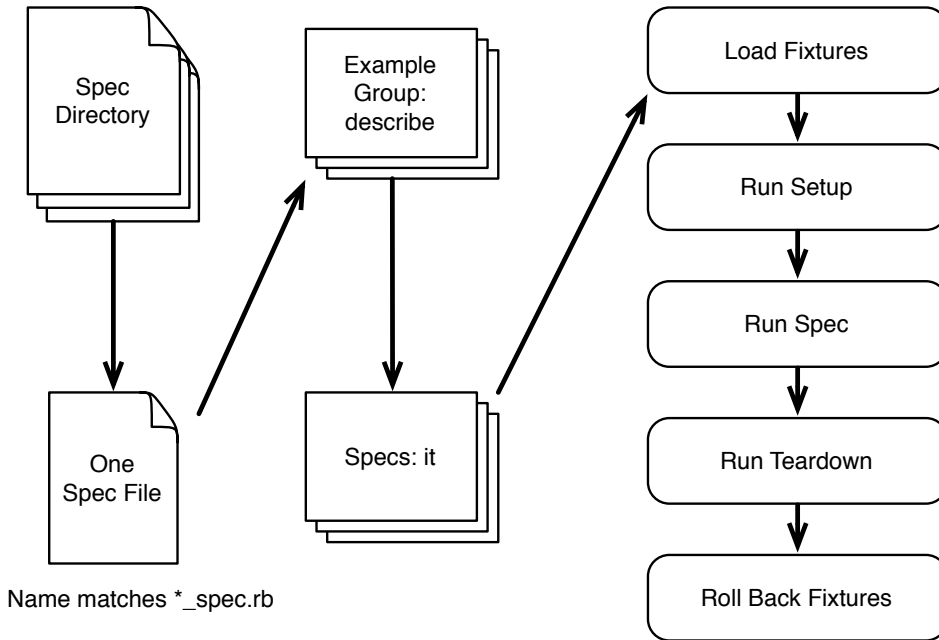 Spec
Directory
One
Spec File
Name matches *_spec.rb
Example
Group:
describe
Specs: it
Load Fixtures
Run Setup
Run Spec
Run Teardown
Roll Back Fixtures